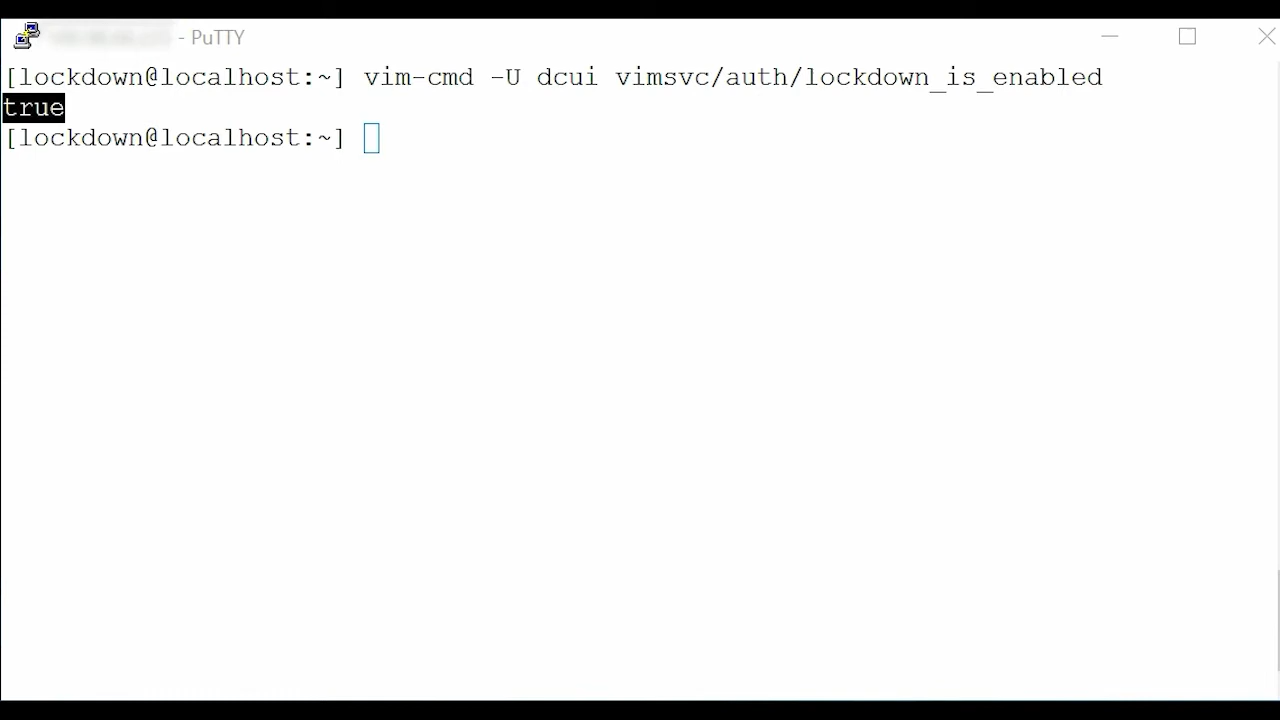 - PuTTY
[lockdown@localhost:~] vim-cmd -U dcui vimsvc/auth/lockdown_is_enabled
true
[lockdown@localhost:~]